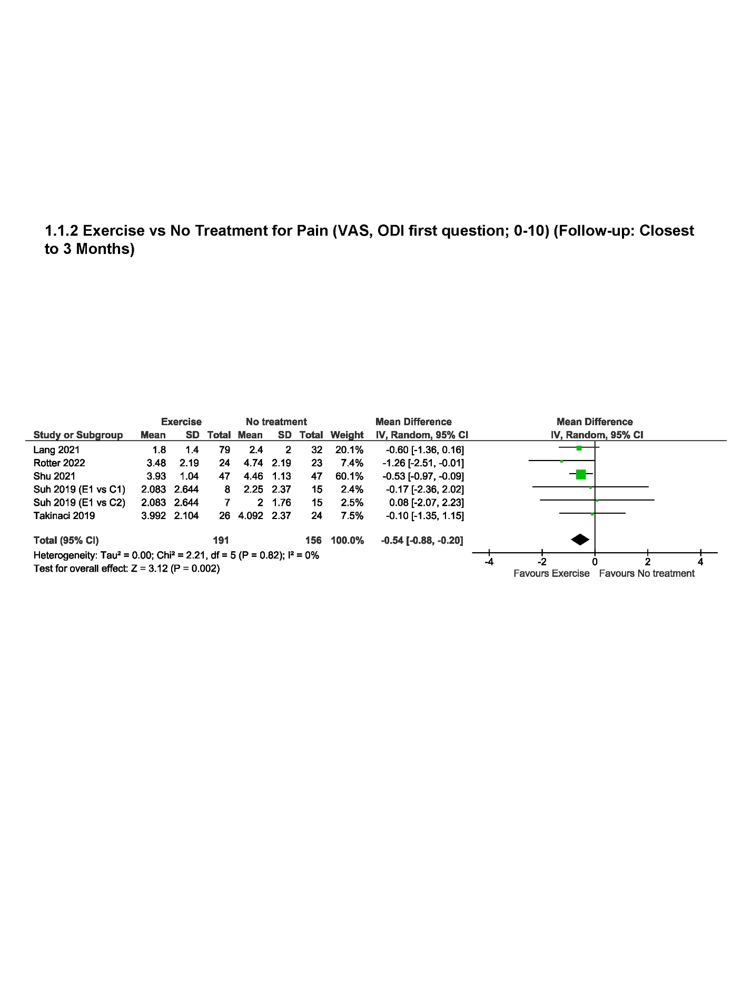 1.1.2 Exercise vs No Treatment for Pain (VAS, ODI first question; 0-10) (Follow-up: Closest
to 3 Months)
Exercise No treatment Mean Difference Mean Difference
Study or Subgroup Mean SD Total Mean SD Total Weight IV, Random, 95% CI IV, Random, 95% CI
Lang 2021 1.8 1.4 79 2.4 2 32 20.1% -0.60 [-1.36, 0.16]
Rotter 2022 3.48 2.19 24 4.74 2.19 23 7.4% -1.26 [-2.51, -0.01]
Shu 2021 3.93 1.04 47 4.46 1.13 47 60.1% -0.53 [-0.97, -0.09]
Suh 2019 (E1 vs C1) 2.083 2.644 8 2.25 2.37 15 2.4% -0.17 [-2.36, 2.02]
Suh 2019 (E1 vs C2) 2.083 2.644 7 2 1.76 15 2.5% 0.08 [-2.07, 2.23]
Takinaci 2019 3.992 2.104 26 4.092 2.37 24 7.5% -0.10 [-1.35, 1.15]
Total (95% CI) 191 156 100.0% -0.54 [-0.88, -0.20]
Heterogeneity: Tau² = 0.00; Chi² = 2.21, df = 5 (P = 0.82); I² = 0%
Test for overall effect: Z = 3.12 (P = 0.002)
-4 -2 0 2 4
Favours Exercise Favours No treatment